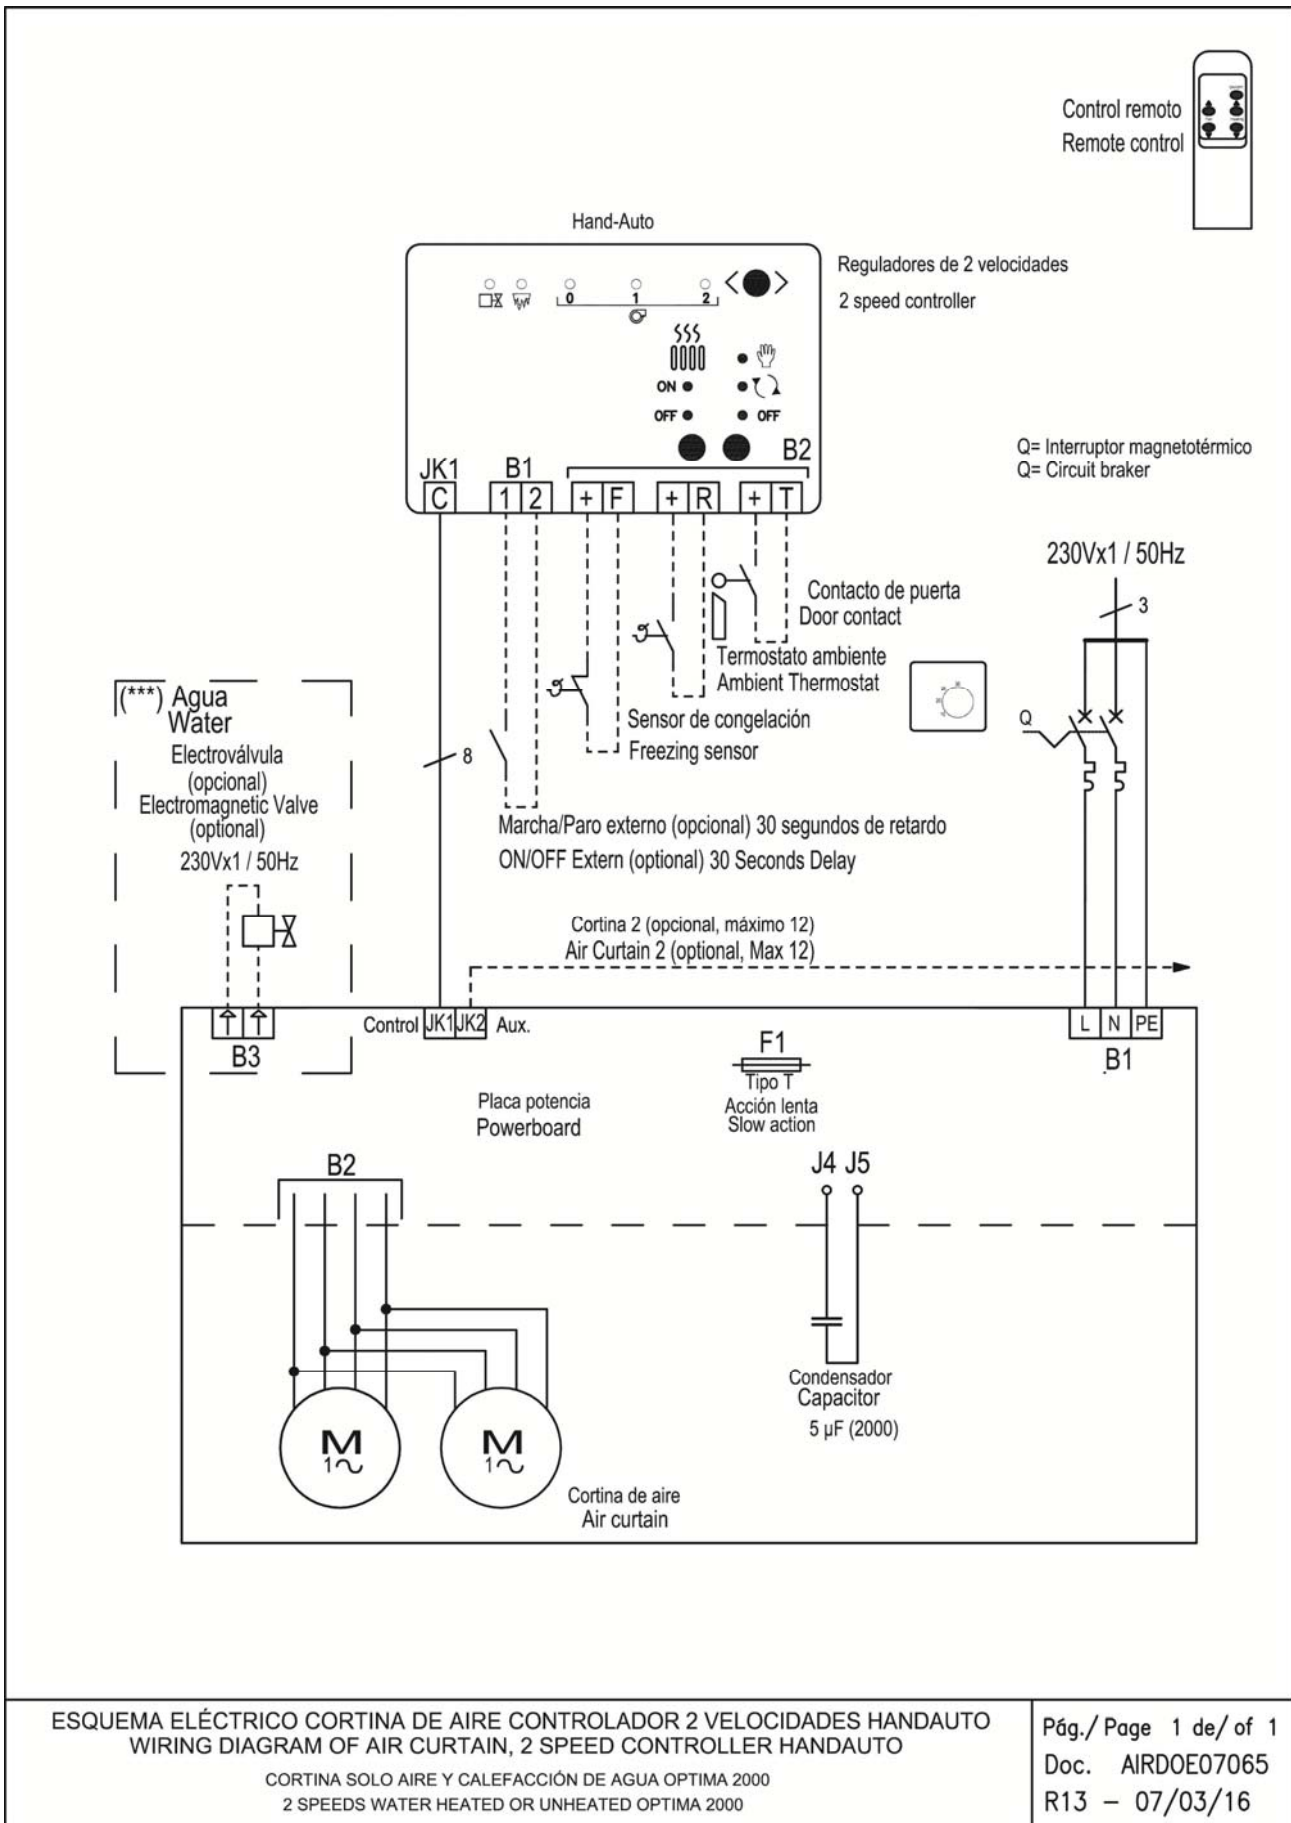 Control remoto
Remote control
Hand-Auto
Reguladores de 2 velocidades
2 speed controller
0 1 2
ON
OFF OFF
B2
JK1 B1
C 1 2 + F + R + T
Q= Interruptor magnetotérmico
Q= Circuit braker
230Vx1 / 50Hz
3
Contacto de puerta
Door contact
Termostato ambiente
Ambient Thermostat
Sensor de congelación
Freezing sensor
Q
8
(***) Agua
Water
Electroválvula
(opcional)
Electromagnetic Valve
(optional)
230Vx1 / 50Hz
Marcha/Paro externo (opcional) 30 segundos de retardo
ON/OFF Extern (optional) 30 Seconds Delay
Cortina 2 (opcional, máximo 12)
Air Curtain 2 (optional, Max 12)
B3
Control JK1 JK2 Aux.
L N PE
B1
F1
Tipo T
Acción lenta
Slow action
Placa potencia
Powerboard
B2
J4 J5
Condensador
Capacitor
5 µF (2000)
M
1
M
1
Cortina de aire
Air curtain
ESQUEMA ELÉCTRICO CORTINA DE AIRE CONTROLADOR 2 VELOCIDADES HANDAUTO
WIRING DIAGRAM OF AIR CURTAIN, 2 SPEED CONTROLLER HANDAUTO
CORTINA SOLO AIRE Y CALEFACCIÓN DE AGUA OPTIMA 2000
2 SPEEDS WATER HEATED OR UNHEATED OPTIMA 2000
Pág./ Page 1 de/ of 1
Doc. AIRDOE07065
R13 – 07/03/16